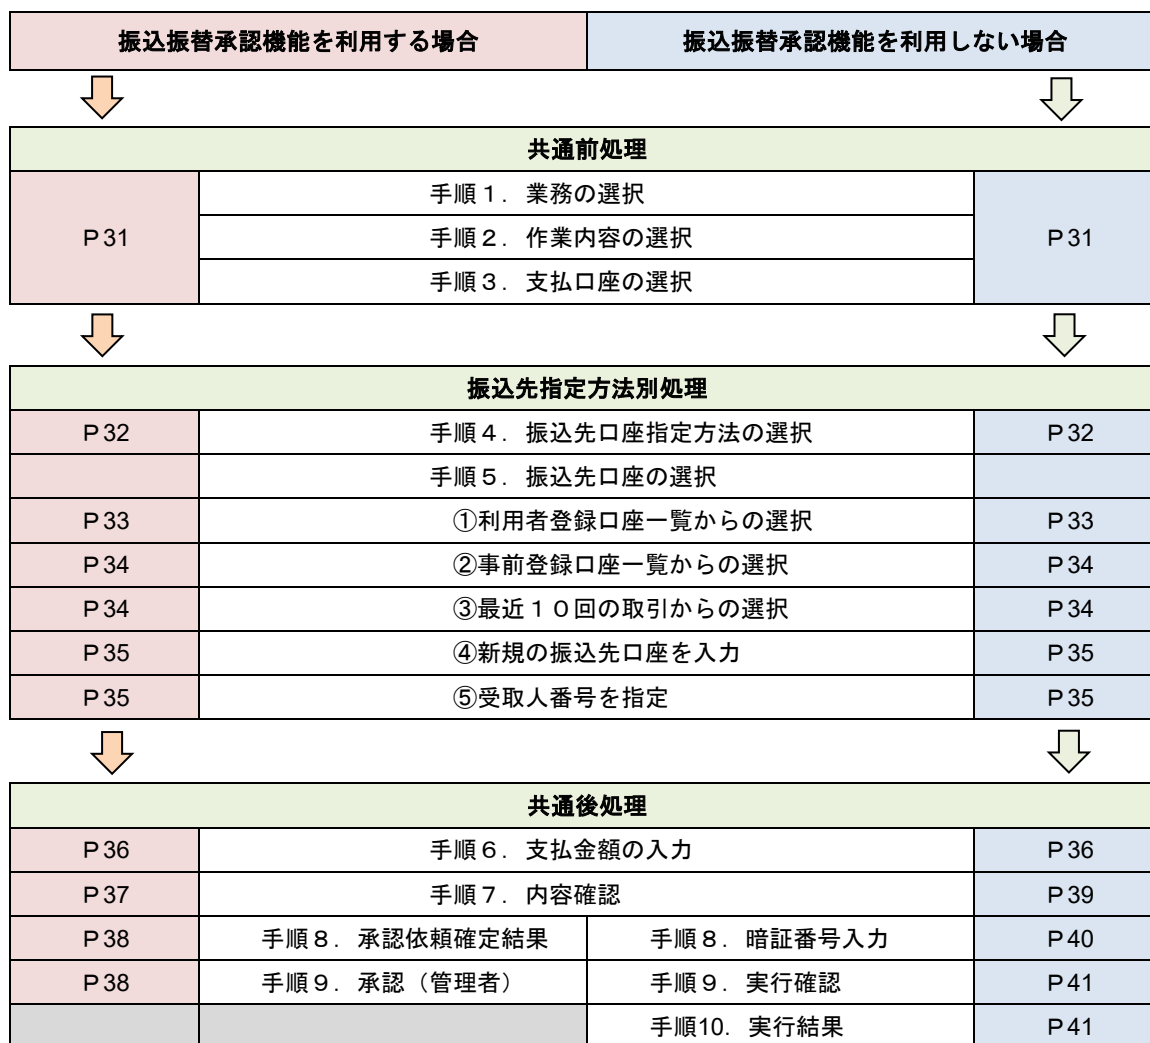 振込振替承認機能を利用する場合 振込振替承認機能を利用しない場合
共通前処理
P31 手順１．業務の選択 P31
手順２．作業内容の選択
手順３．支払口座の選択
振込先指定方法別処理
P32 手順４．振込先口座指定方法の選択 P32
手順５．振込先口座の選択
P33 ①利用者登録口座一覧からの選択 P33
P34 ②事前登録口座一覧からの選択 P34
P34 ③最近１０回の取引からの選択 P34
P35 ④新規の振込先口座を入力 P35
P35 ⑤受取人番号を指定 P35
共通後処理
P36 手順６．支払金額の入力 P36
P37 手順７．内容確認 P39
P38 手順８．承認依頼確定結果 手順８．暗証番号入力 P40
P38 手順９．承認（管理者） 手順９．実行確認 P41
手順10．実行結果 P41